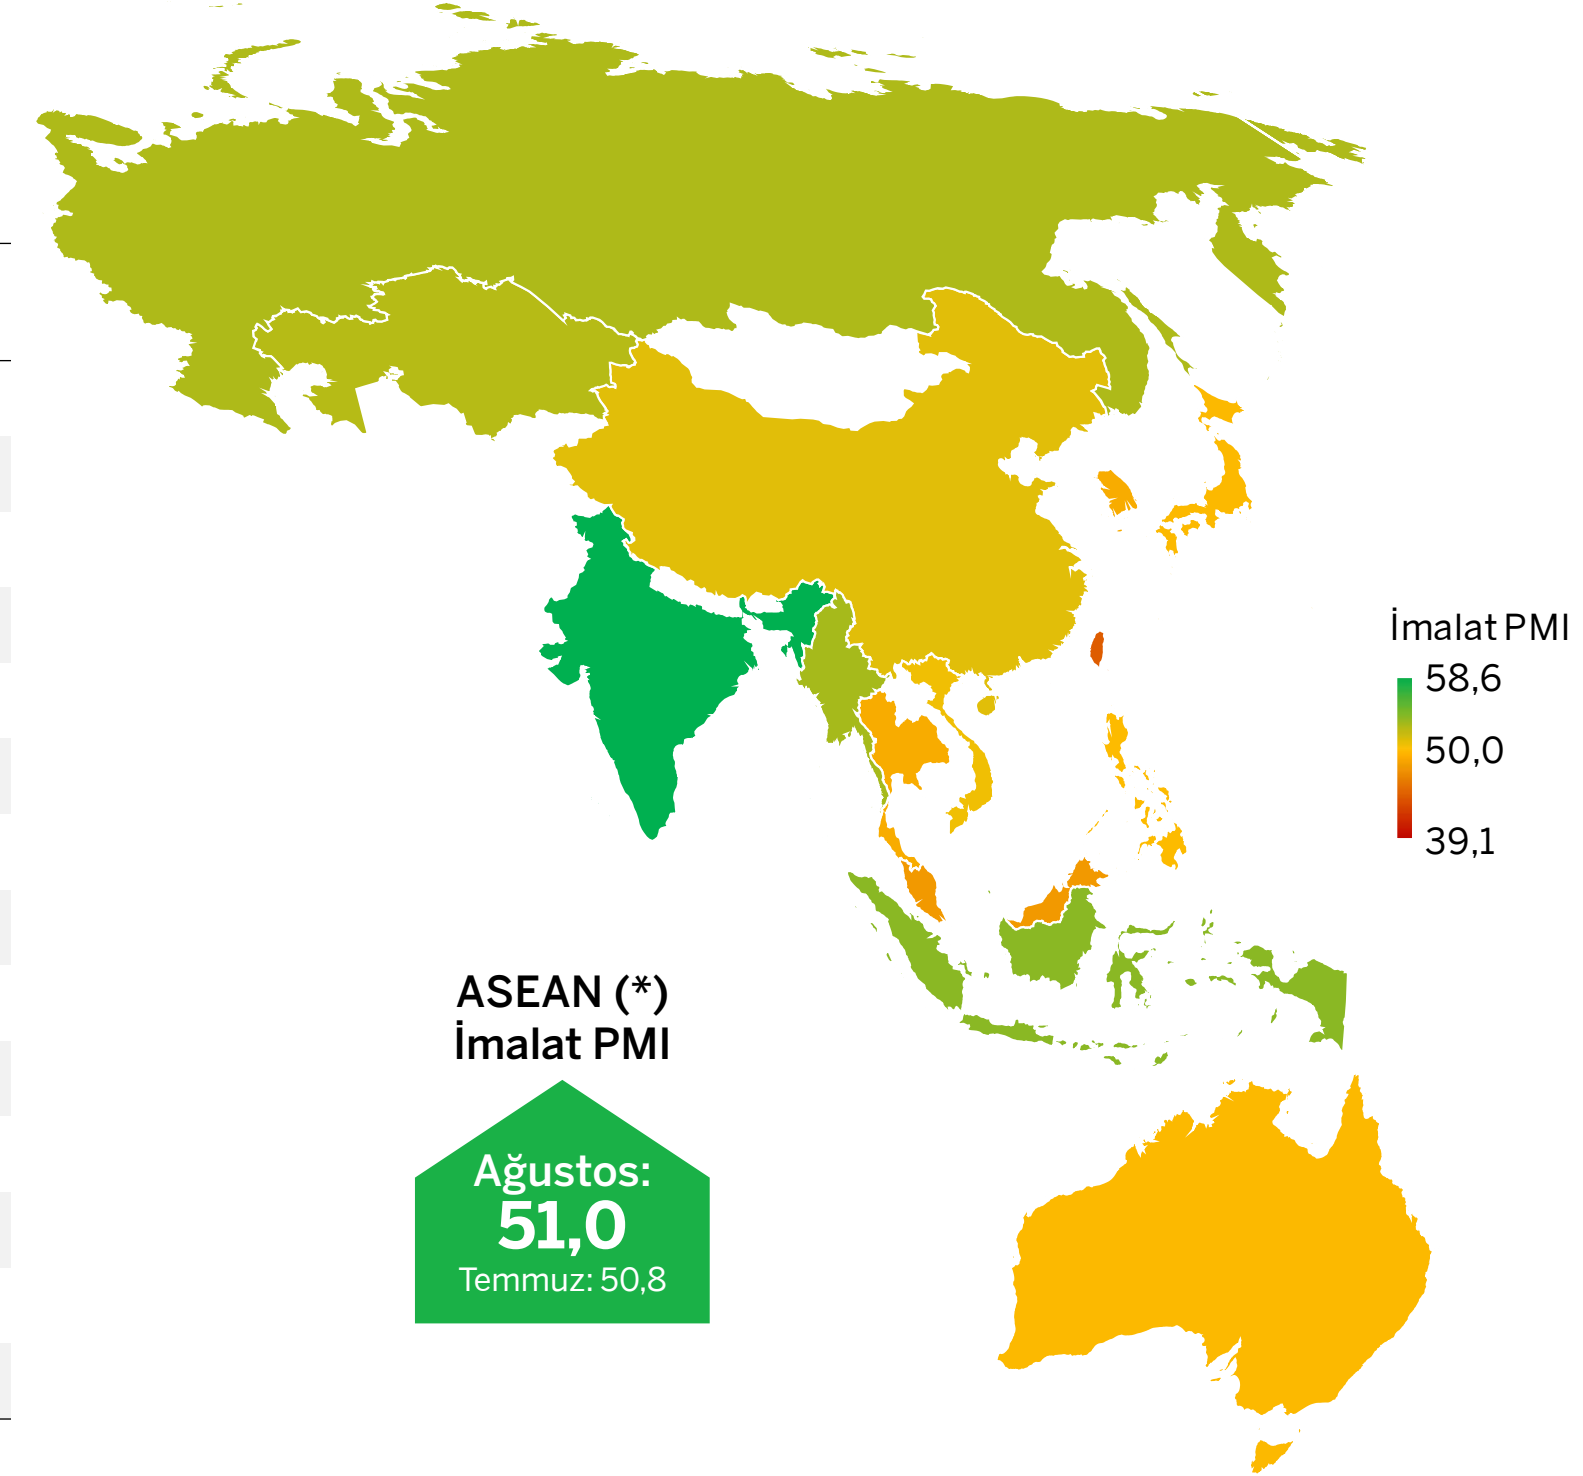 İmalat PMI
58,6
50,0
39,1
ASEAN (*)
İmalat PMI
Ağustos:
51,0
Temmuz: 50,8